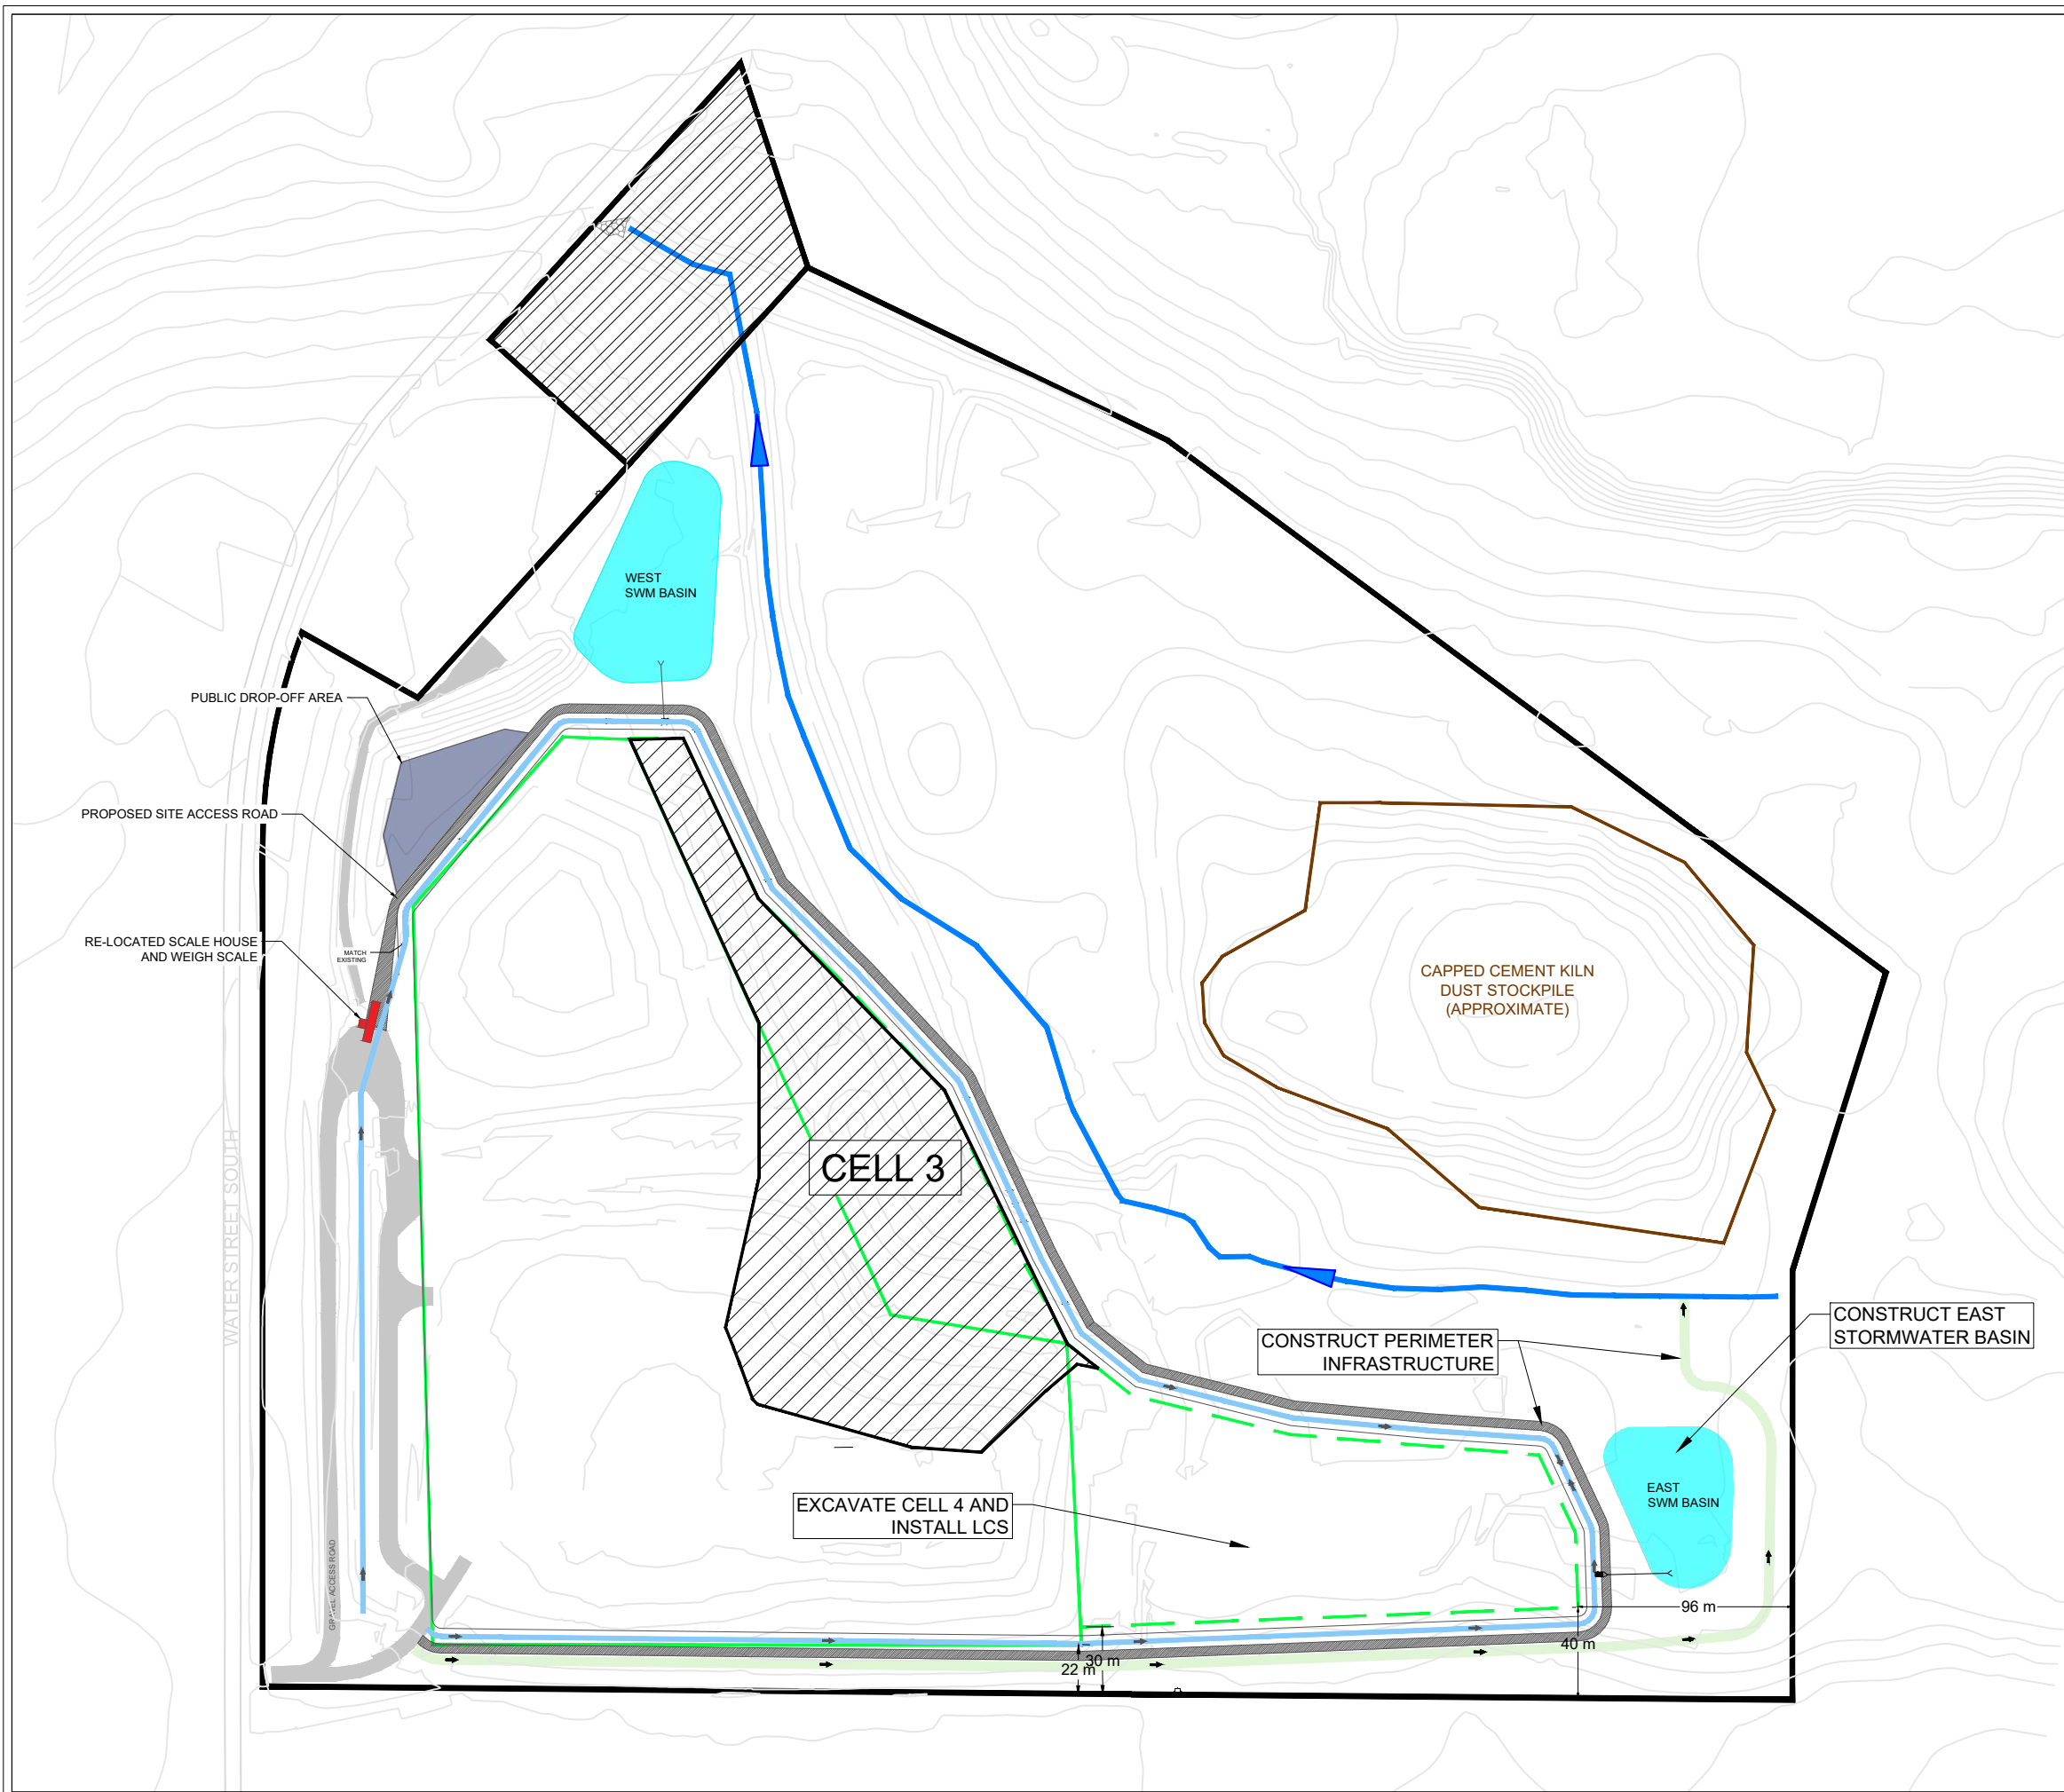 WEST
SWM BASIN
PUBLIC DROP-OFF AREA
PROPOSED SITE ACCESS ROAD
RE-LOCATED SCALE HOUSE
AND WEIGH SCALE
MATCH
EXISTING
CAPPED CEMENT KILN
DUST STOCKPILE
(APPROXIMATE)
WATER STREET SOUTH
CELL 3
CONSTRUCT EAST
STORMWATER BASIN
CONSTRUCT PERIMETER
INFRASTRUCTURE
EXCAVATE CELL 4 AND
INSTALL LCS
EAST
SWM BASIN
GRAVEL ACCESS ROAD
96 m
40 m
30 m
22 m